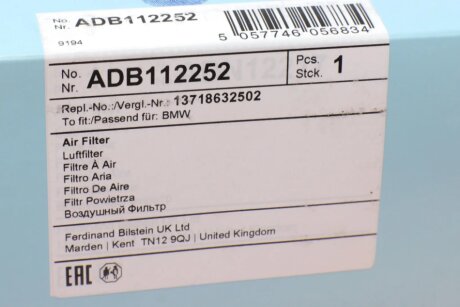 No. ADB112252
Nr.
9194
5 057746 056834
No. ADB112252 Pcs. 1
Nr. Stck.
Repl.-No.:/Vergl.-Nr.: 13718632502
To fit:/Passend für: BMW
Air Filter
Luftfilter
Filtre À Air
Filtro Aria
Filtro De Aire
Filtr Powietrza
Воздушный Фильтр
Ferdinand Bilstein UK Ltd
Marden | Kent TN12 9QJ | United Kingdom
EAC